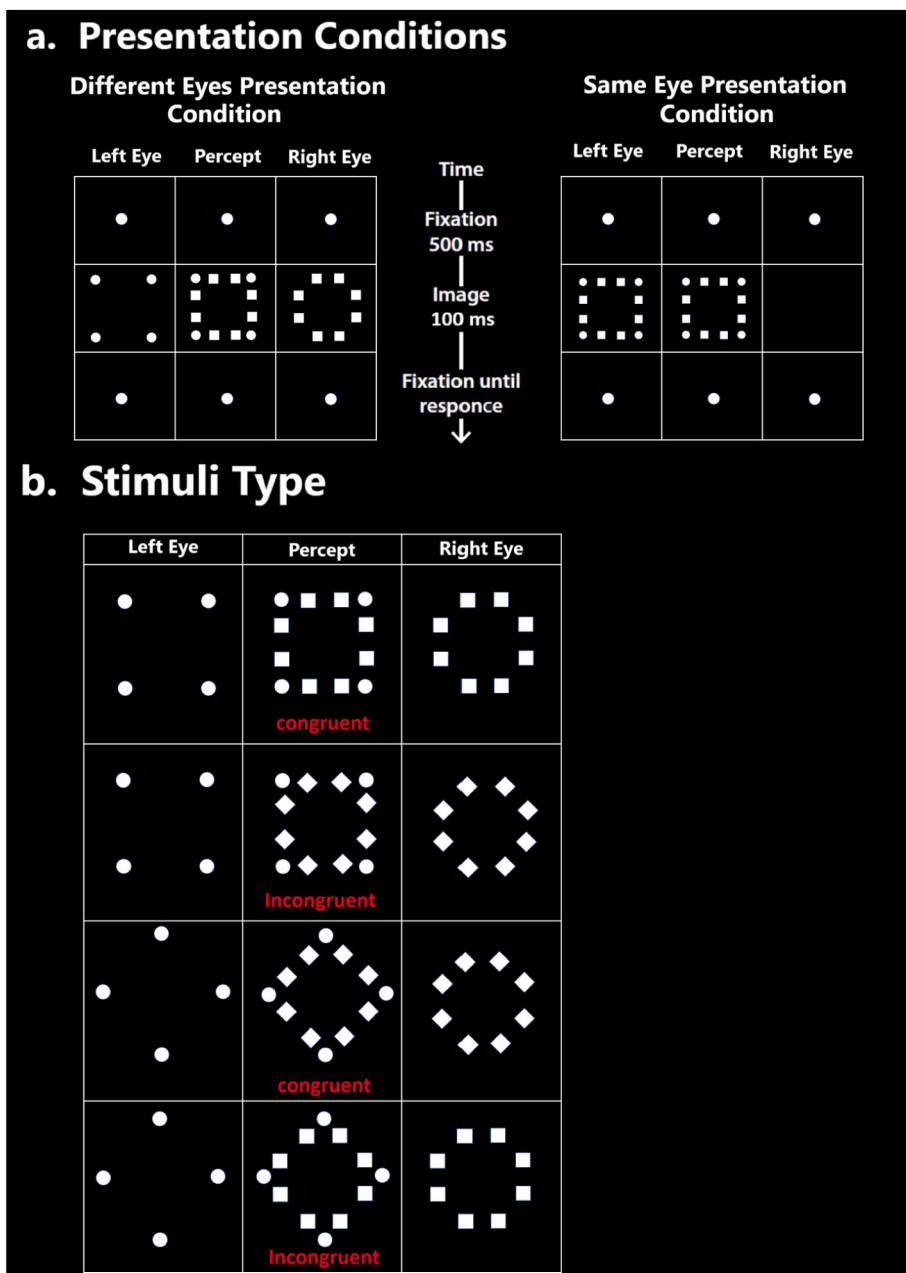 a. Presentation Conditions
Different Eyes Presentation
Condition
Left Eye Percept Right Eye
Time
Fixation
500 ms
Image
100 ms
Fixation until
responce
Same Eye Presentation
Condition
Left Eye Percept Right Eye
b. Stimuli Type
Left Eye Percept Right Eye
congruent
Incongruent
congruent
Incongruent